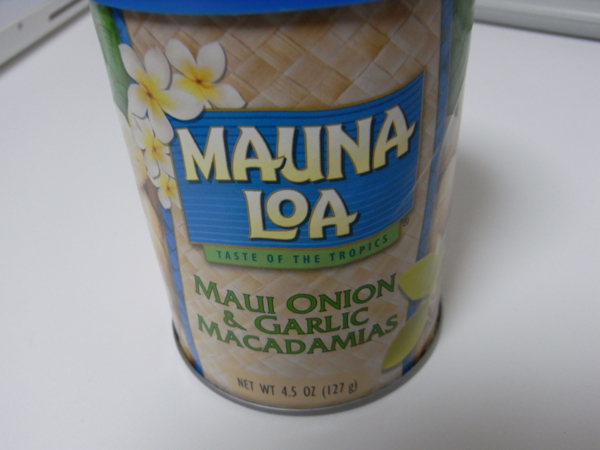 MAUNA
LOA
TASTE OF THE TROPICS
MAUI ONION
& GARLIC
MACADAMIAS
NET WT 4.5 OZ (127 g)